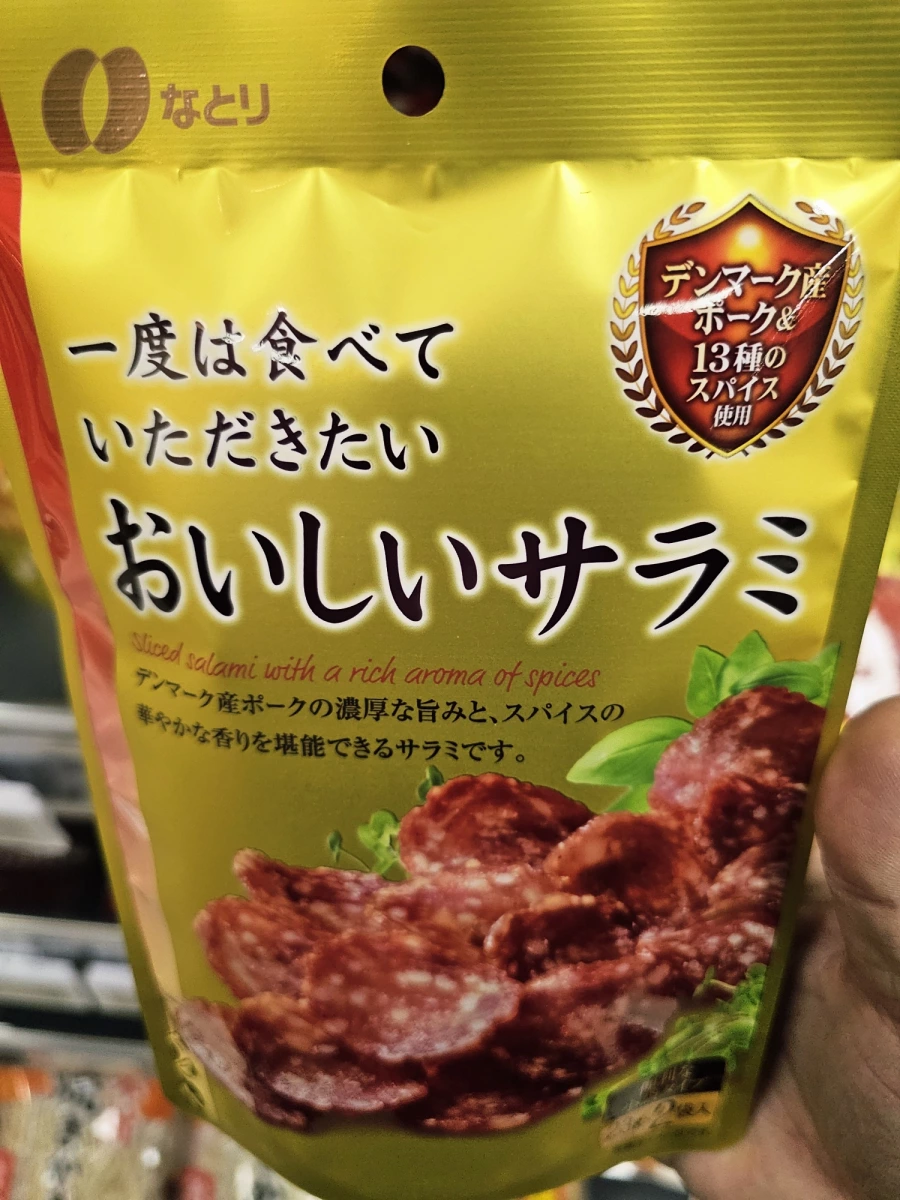 なとり
デンマーク産
ポーク&
13種の
スパイス
使用
一度は食べて
いただきたい
おいしいサラミ
Sliced salami with a rich aroma of spices
デンマーク産ポークの濃厚な旨みと、スパイスの
華やかな香りを堪能できるサラミです。
袋入